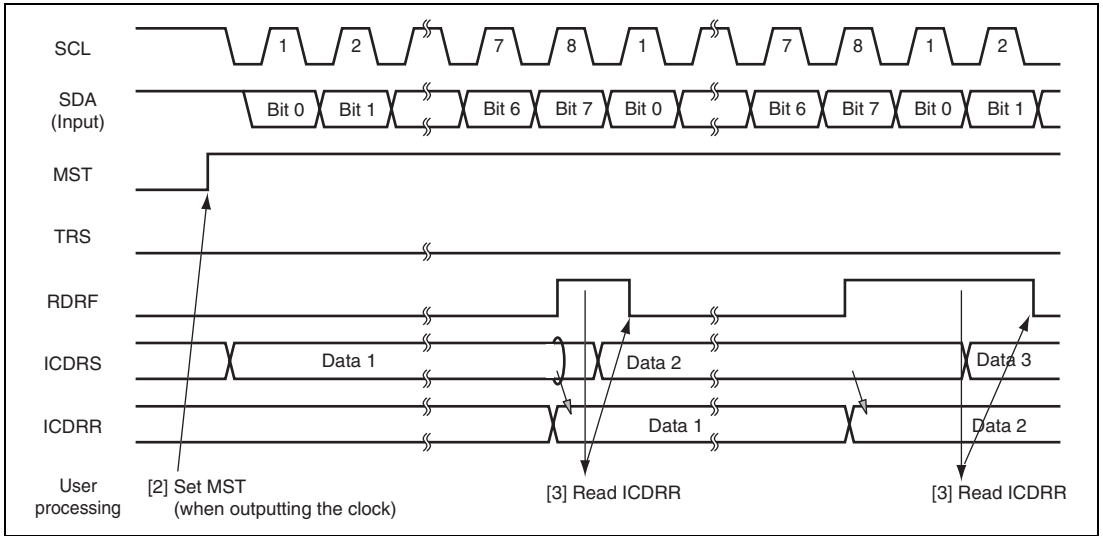 SCL 1 2 7 8 1 7 8 1 2
SDA
(Input) Bit 0 Bit 1 Bit 6 Bit 7 Bit 0 Bit 6 Bit 7 Bit 0 Bit 1
MST
TRS
RDRF
ICDRS Data 1 Data 2 Data 3
ICDRR Data 1 Data 2
User
processing
[2] Set MST
(when outputting the clock)
[3] Read ICDRR
[3] Read ICDRR